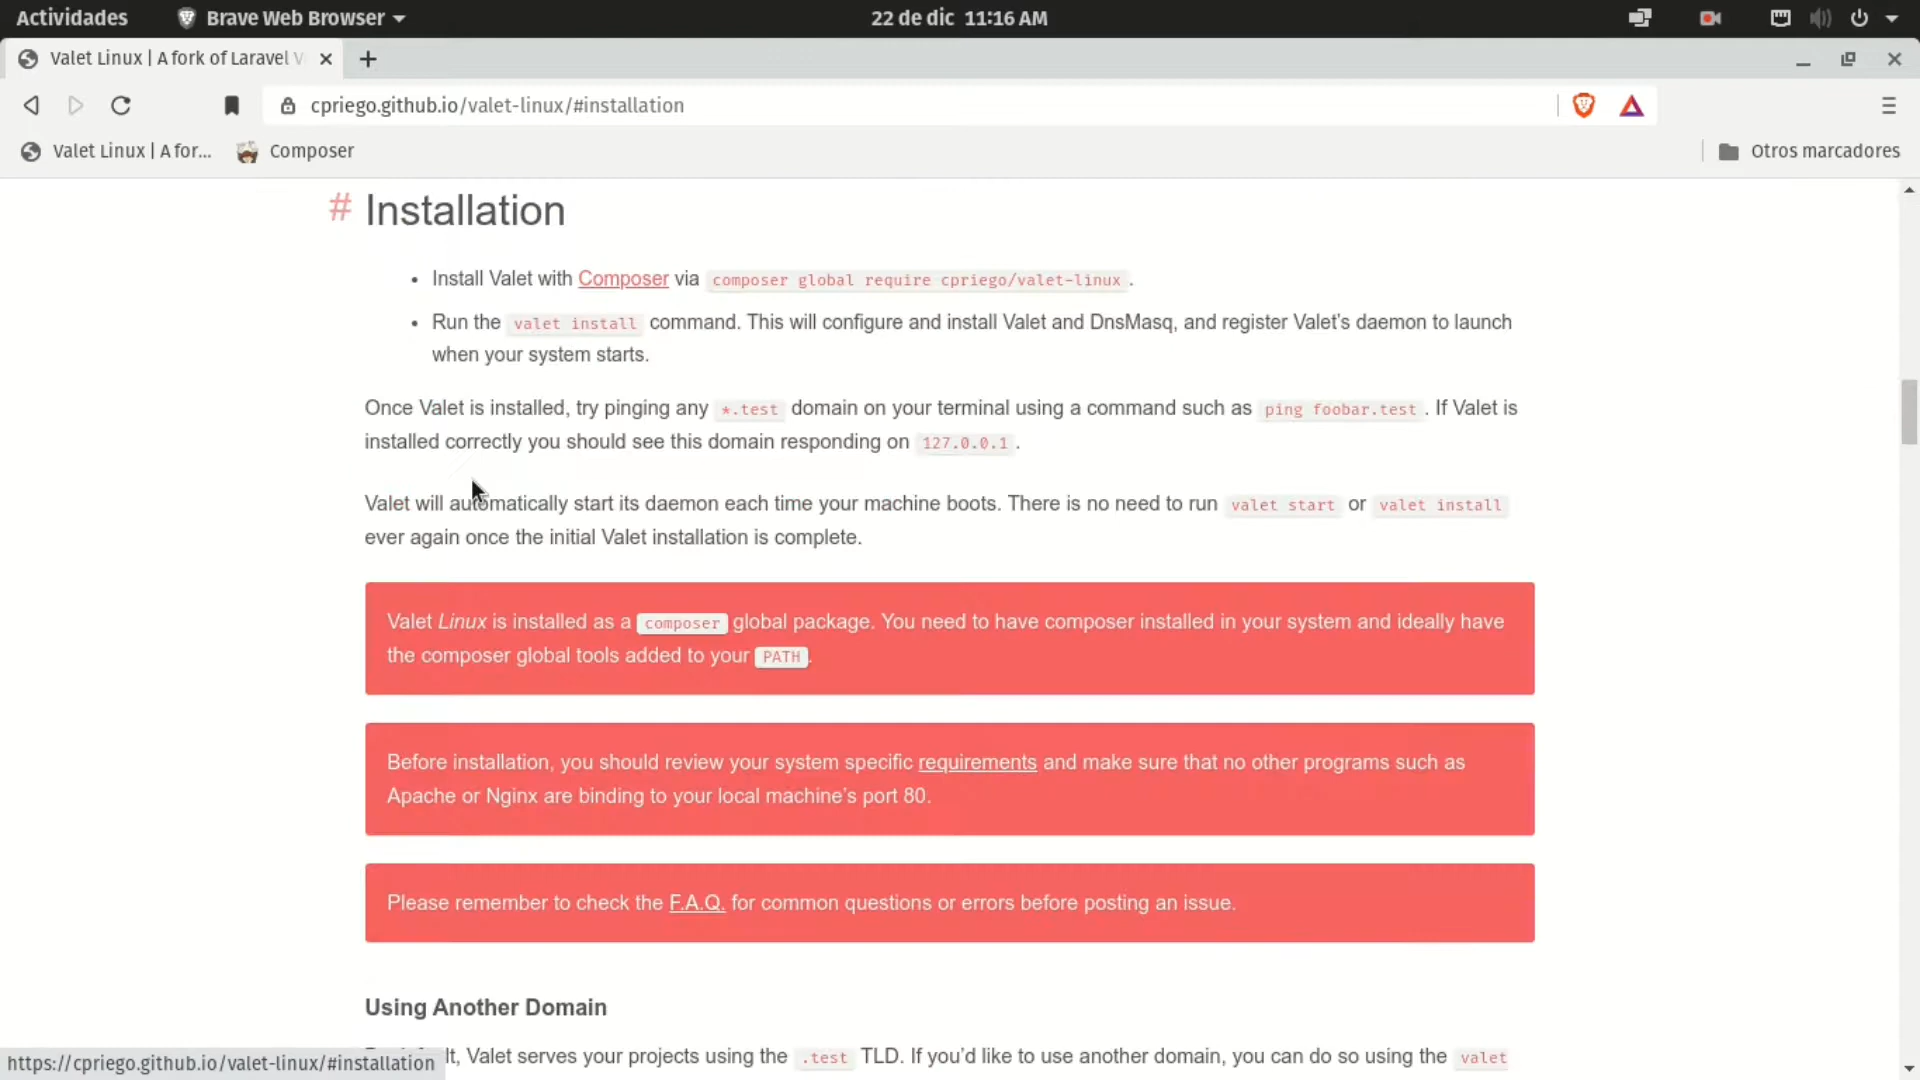 Actividades Brave Web Browser 22 de dic 11:16 AM
Valet Linux | A fork of Laravel V
cpriego.github.io/valet-linux/#installation
Valet Linux | A for... Composer Otros marcadores
# Installation
• Install Valet with Composer via composer global require cpriego/valet-linux.
• Run the valet install command. This will configure and install Valet and DnsMasq, and register Valet's daemon to launch
when your system starts.
Once Valet is installed, try pinging any *.test domain on your terminal using a command such as ping foobar.test. If Valet is
installed correctly you should see this domain responding on 127.0.0.1.
Valet will automatically start its daemon each time your machine boots. There is no need to run valet start or valet install
ever again once the initial Valet installation is complete.
Valet Linux is installed as a composer global package. You need to have composer installed in your system and ideally have
the composer global tools added to your PATH.
Before installation, you should review your system specific requirements and make sure that no other programs such as
Apache or Nginx are binding to your local machine's port 80.
Please remember to check the F.A.Q. for common questions or errors before posting an issue.
Using Another Domain
lt, Valet serves your projects using the .test TLD. If you'd like to use another domain, you can do so using the valet
https://cpriego.github.io/valet-linux/#installation